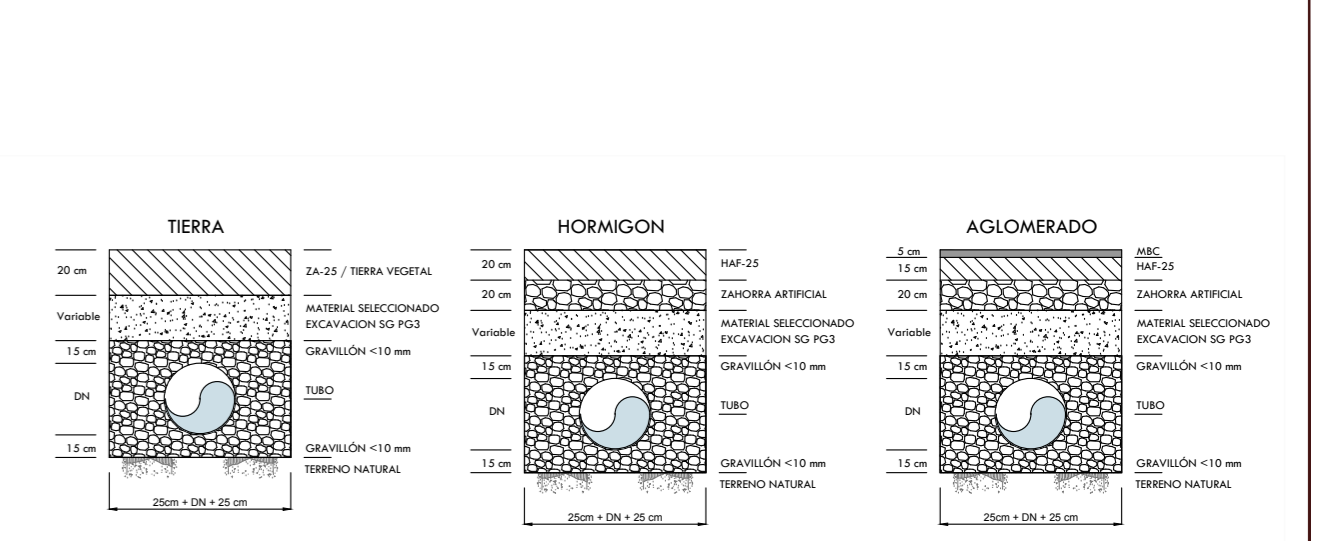 TIERRA
20 cm
ZA-25 / TIERRA VEGETAL
Variable
MATERIAL SELECCIONADO
EXCAVACION SG PG3
15 cm
GRAVILLÓN <10 mm
DN
TUBO
15 cm
GRAVILLÓN <10 mm
TERRENO NATURAL
25cm + DN + 25 cm
HORMIGON
20 cm
HAF-25
20 cm
ZAHORRA ARTIFICIAL
Variable
MATERIAL SELECCIONADO
EXCAVACION SG PG3
15 cm
GRAVILLÓN <10 mm
DN
TUBO
15 cm
GRAVILLÓN <10 mm
TERRENO NATURAL
25cm + DN + 25 cm
AGLOMERADO
5 cm
MBC
15 cm
HAF-25
20 cm
ZAHORRA ARTIFICIAL
Variable
MATERIAL SELECCIONADO
EXCAVACION SG PG3
15 cm
GRAVILLÓN <10 mm
DN
TUBO
15 cm
GRAVILLÓN <10 mm
TERRENO NATURAL
25cm + DN + 25 cm